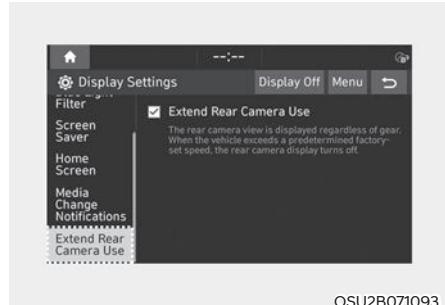 --:--
Display Settings
Display Off
Menu
Blue Light
Filter
Screen
Saver
Home
Screen
Media
Change
Notifications
Extend Rear
Camera Use
Extend Rear Camera Use
The rear camera view is displayed regardless of gear.
When the vehicle exceeds a predetermined factory-
set speed, the rear camera display turns off.
OSU2B071093